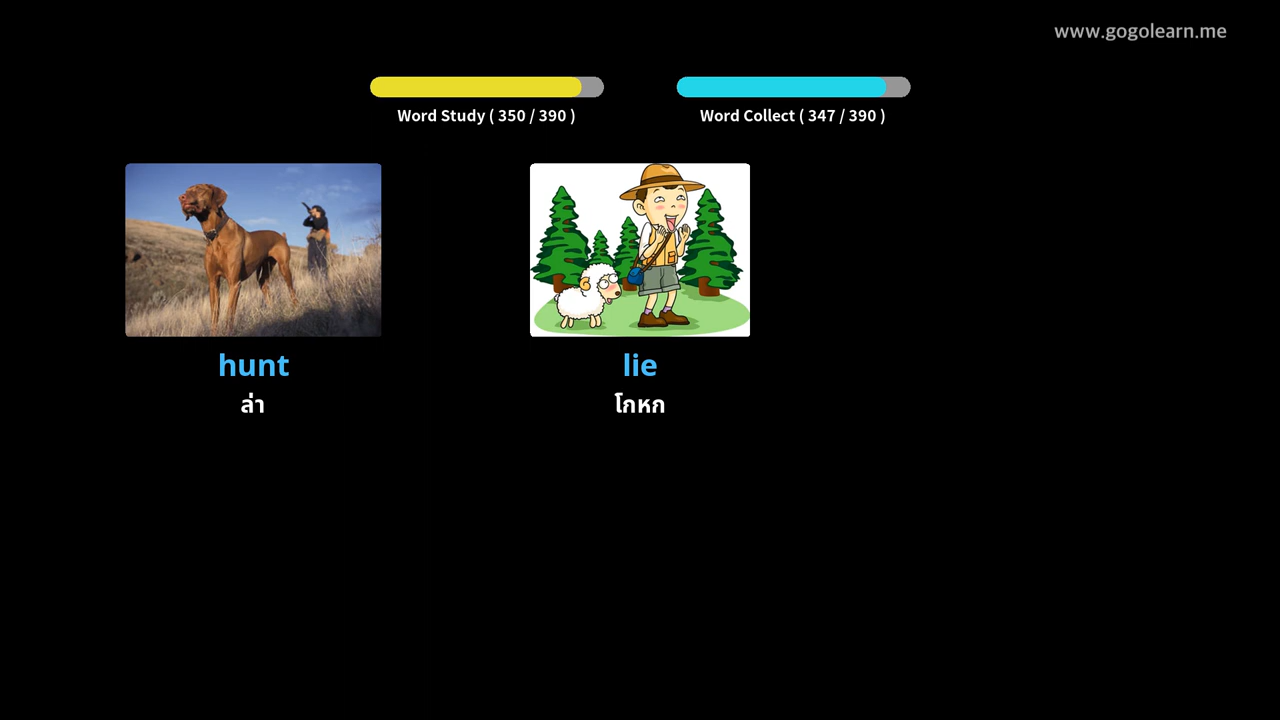 www.gogolearn.me
Word Study ( 350 / 390 )
Word Collect ( 347 / 390 )
hunt
lie
ล่า
โกหก